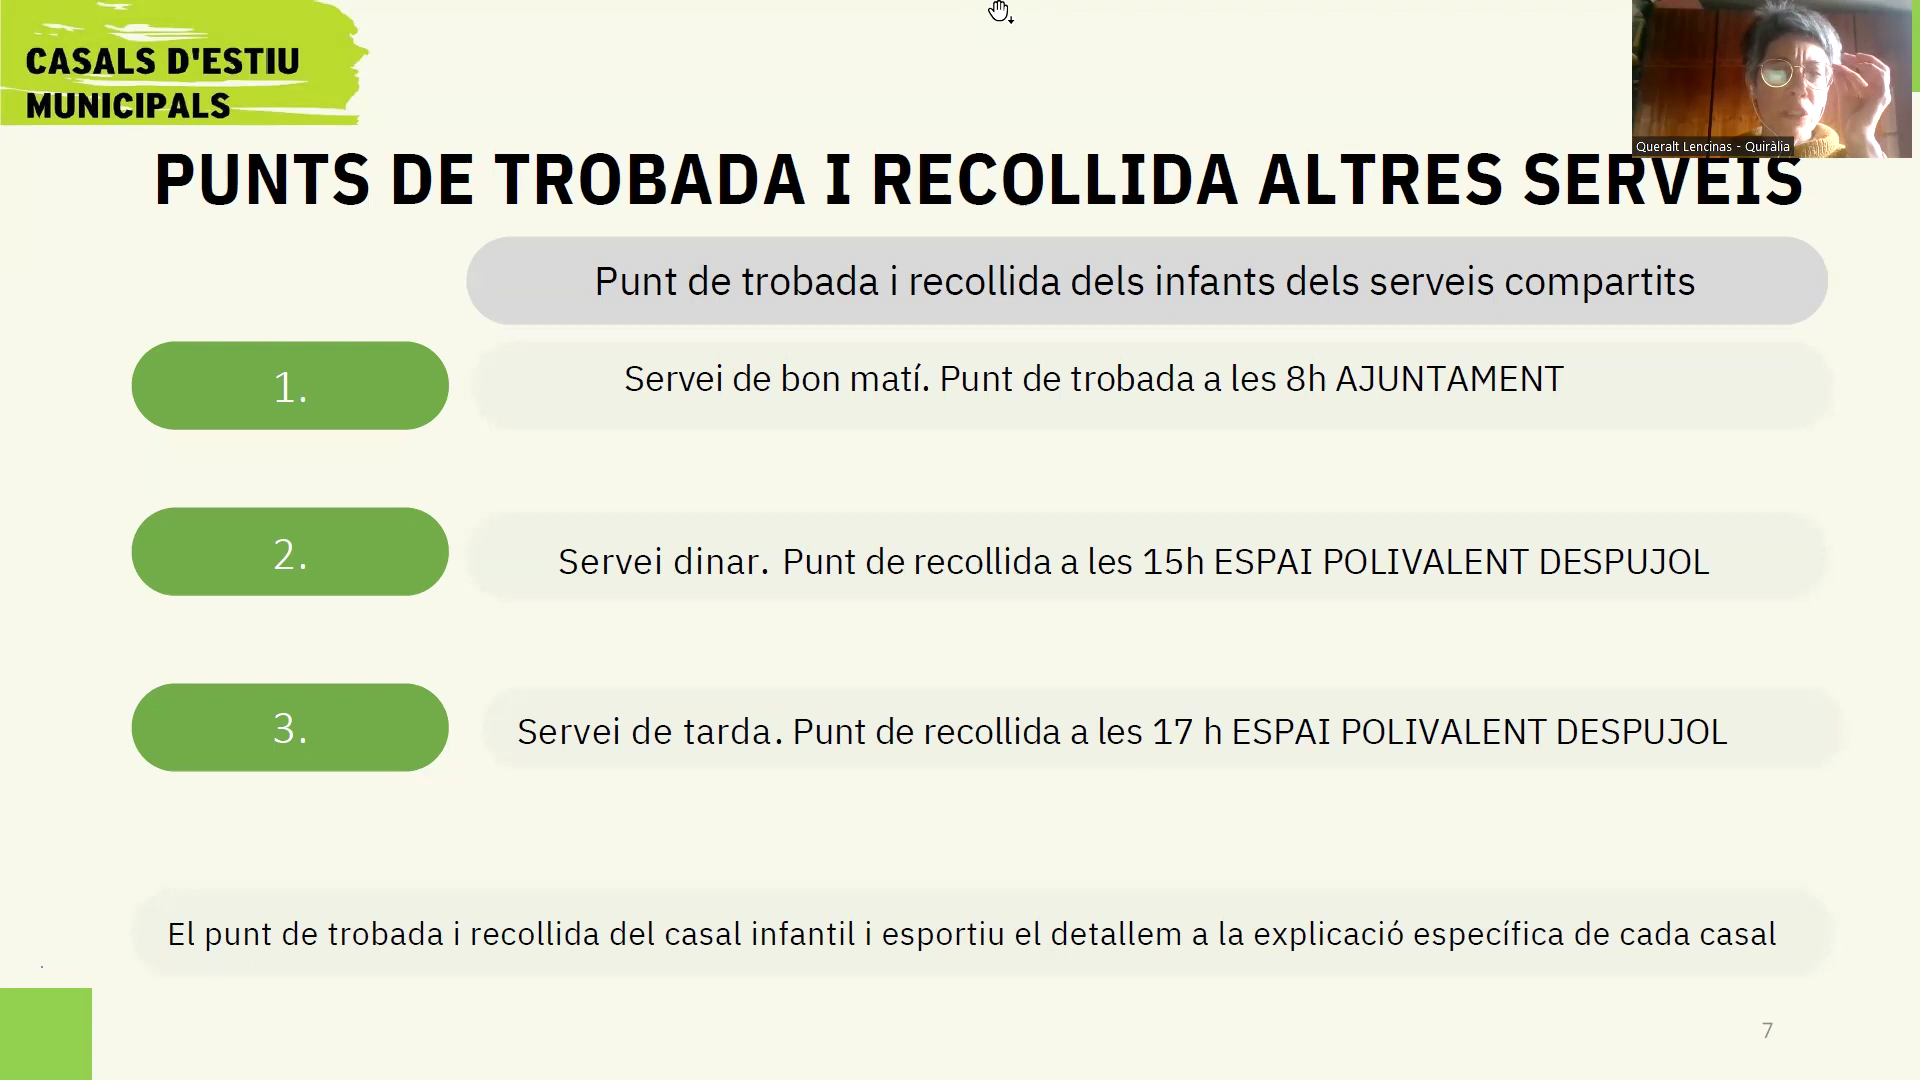 CASALS D'ESTIU
MUNICIPALS
Queralt Lencinas - Quiràlia
PUNTS DE TROBADA I RECOLLIDA ALTRES SERVEIS
Punt de trobada i recollida dels infants dels serveis compartits
1.
Servei de bon matí. Punt de trobada a les 8h AJUNTAMENT
2.
Servei dinar. Punt de recollida a les 15h ESPAI POLIVALENT DESPUJOL
3.
Servei de tarda. Punt de recollida a les 17 h ESPAI POLIVALENT DESPUJOL
El punt de trobada i recollida del casal infantil i esportiu el detallem a la explicació específica de cada casal
.
7